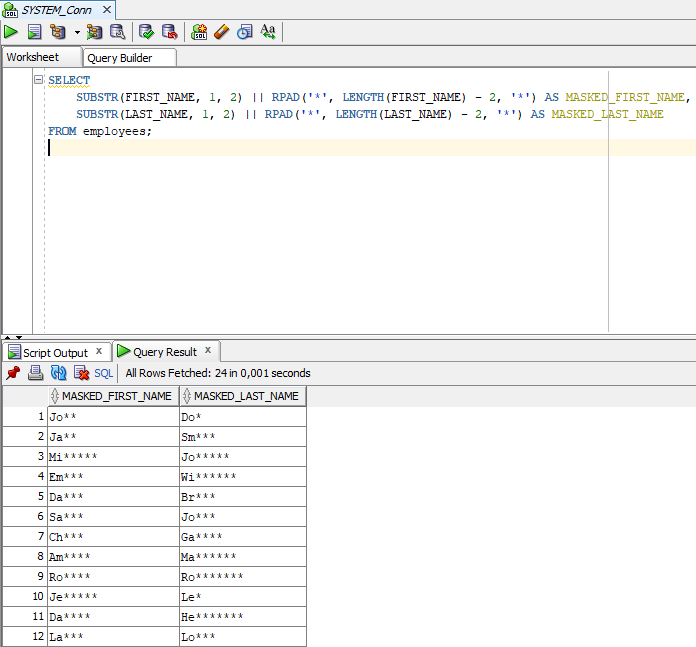 SYSTEM_Conn
SQL
Aa
Worksheet Query Builder
SELECT
SUBSTR(FIRST_NAME, 1, 2) || RPAD('*', LENGTH(FIRST_NAME) - 2, '*') AS MASKED_FIRST_NAME,
SUBSTR(LAST_NAME, 1, 2) || RPAD('*', LENGTH(LAST_NAME) - 2, '*') AS MASKED_LAST_NAME
FROM employees;
Script Output x Query Result x
SQL All Rows Fetched: 24 in 0,001 seconds
MASKED_FIRST_NAME MASKED_LAST_NAME
1 Jo** Do*
2 Ja** Sm***
3 Mi***** Jo*****
4 Em*** Wi******
5 Da*** Br***
6 Sa*** Jo***
7 Ch*** Ga****
8 Am**** Ma******
9 Ro**** Ro*******
10 Je***** Le*
11 Da**** He*******
12 La*** Lo***